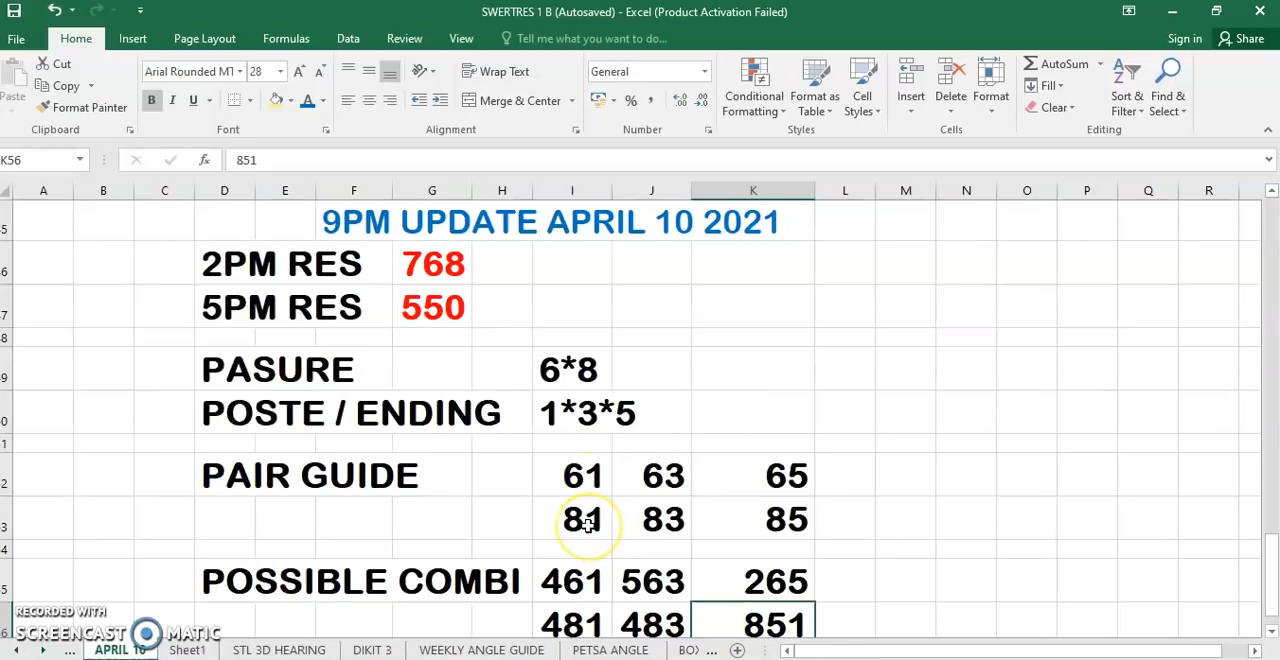 SWERTRES 1 B (Autosaved) - Excel (Product Activation Failed)
File Home Insert Page Layout Formulas Data Review View Tell me what you want to do... Sign in Share
Cut
Copy
Format Painter
Paste
Clipboard
Arial Rounded MT
B I U
A
Font
Wrap Text
Merge & Center
Alignment
General
%
Number
Conditional Formatting
Format as Table
Cell Styles
Styles
Insert Delete Format
Cells
AutoSum
Fill
Clear
Sort & Filter
Find & Select
Editing
K56 fx 851
A B C D E F G H I J K L M N O P Q R
9PM UPDATE APRIL 10 2021
2PM RES 768
5PM RES 550
PASURE 6*8
POSTE / ENDING 1*3*5
PAIR GUIDE 61 63 65
81 83 85
POSSIBLE COMBI 461 563 265
481 483 851
RECORDED WITH
SCREENCAST MATIC
... APRIL 10 Sheet1 STL 3D HEARING DIKIT 3 WEEKLY ANGLE GUIDE PETSA ANGLE BO> ...